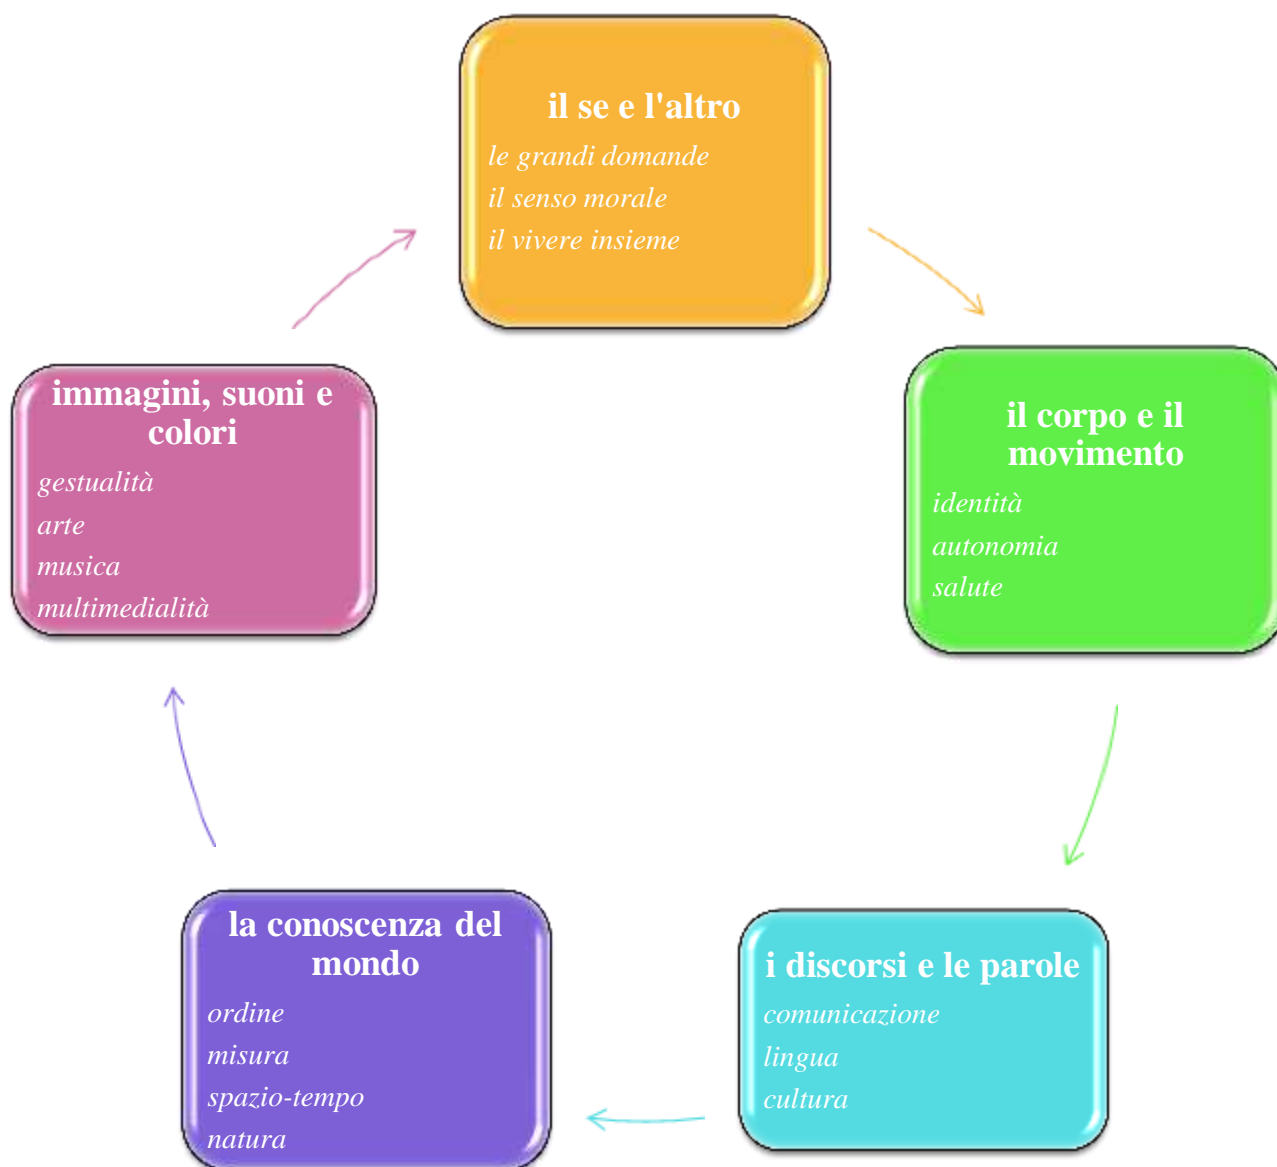 il se e l'altro
le grandi domande
il senso morale
il vivere insieme
il corpo e il
movimento
identità
autonomia
salute
i discorsi e le parole
comunicazione
lingua
cultura
la conoscenza del
mondo
ordine
misura
spazio-tempo
natura
immagini, suoni e
colori
gestualità
arte
musica
multimedialità